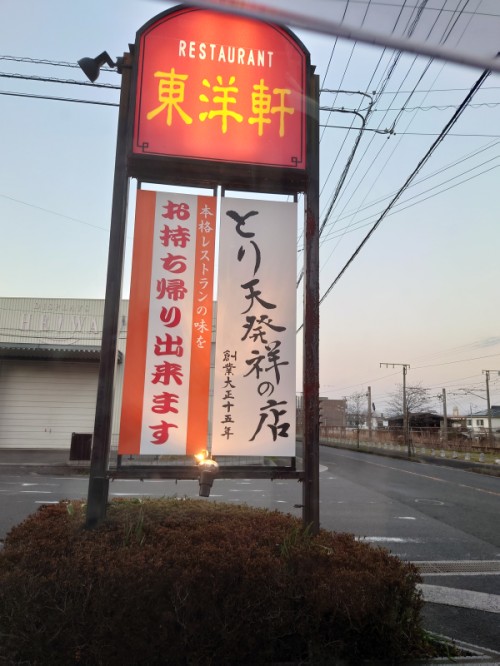 RESTAURANT
東洋軒
本格レストランの味を
お持ち帰り出来ます
とり天発祥の店
創業大正十五年
HEIWA